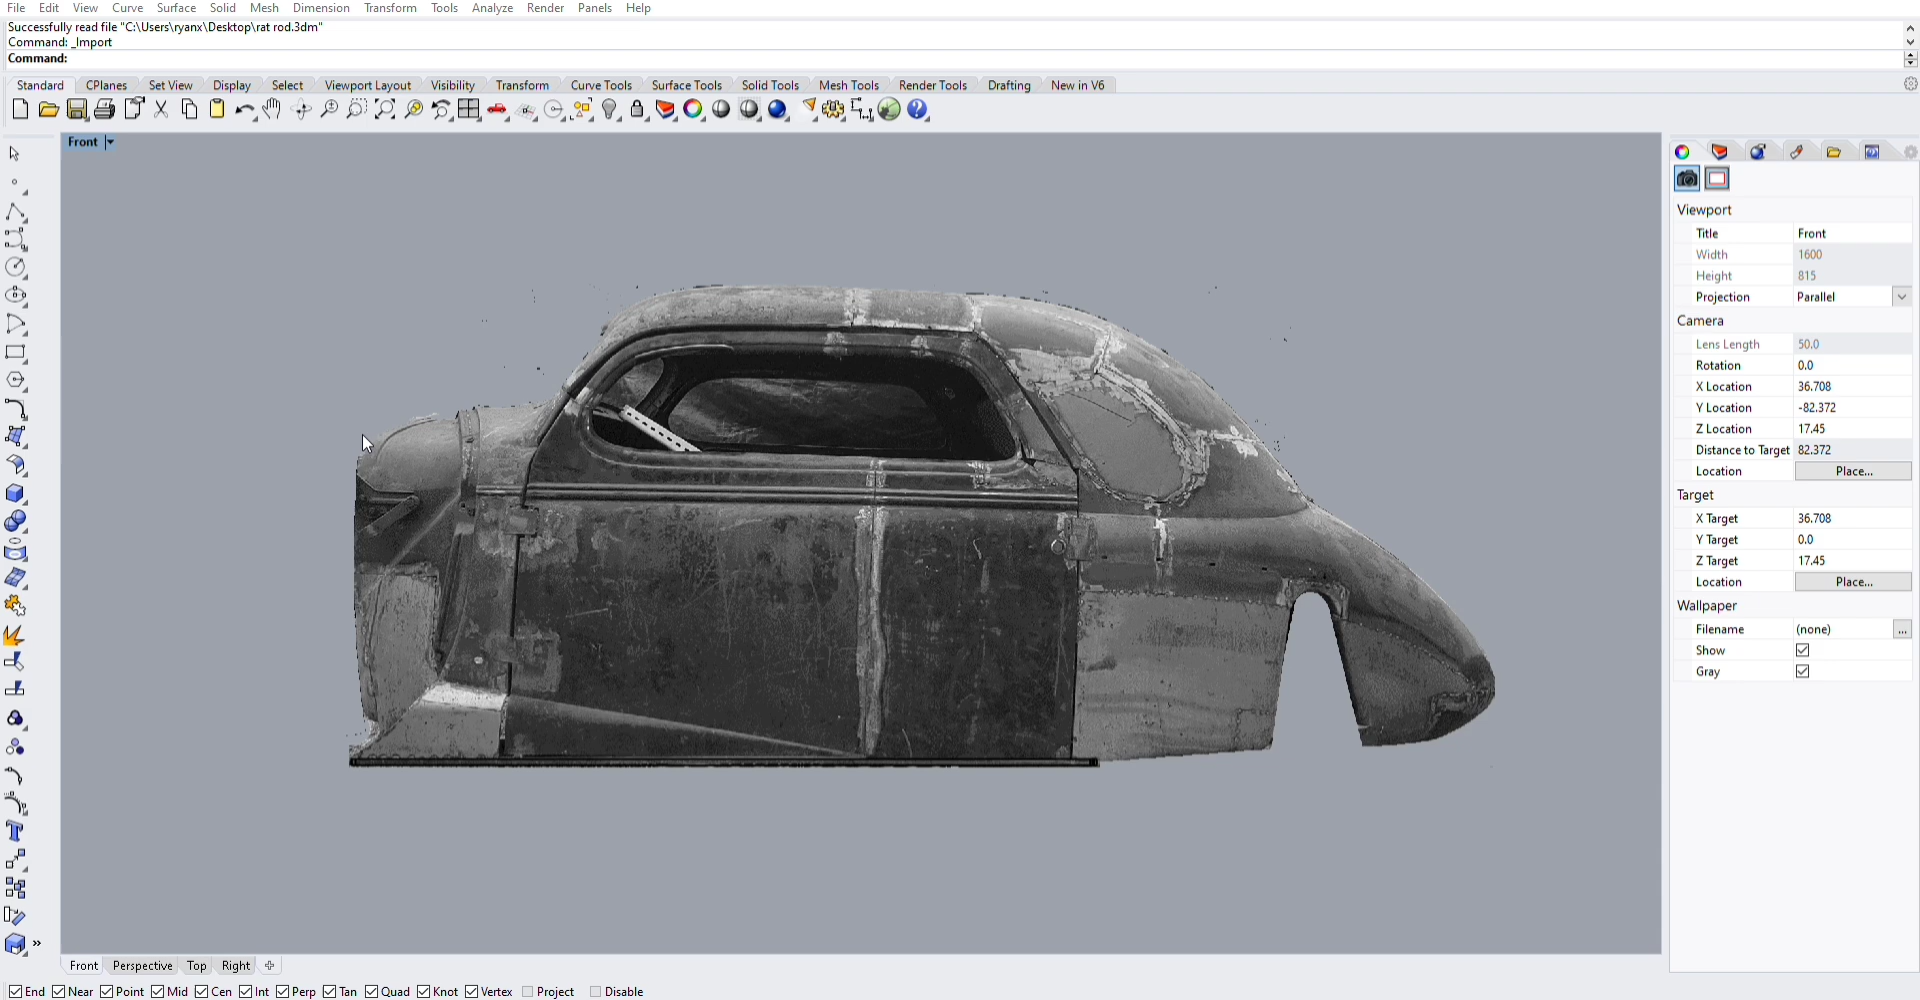 File Edit View Curve Surface Solid Mesh Dimension Transform Tools Analyze Render Panels Help
Successfully read file "C:\Users\ryanx\Desktop\rat rod.3dm"
Command: _Import
Command:
Standard CPlanes Set View Display Select Viewport Layout Visibility Transform Curve Tools Surface Tools Solid Tools Mesh Tools Render Tools Drafting New in V6
Front
Viewport
Title Front
Width 1600
Height 815
Projection Parallel
Camera
Lens Length 50.0
Rotation 0.0
X Location 36.708
Y Location -82.372
Z Location 17.45
Distance to Target 82.372
Location Place...
Target
X Target 36.708
Y Target 0.0
Z Target 17.45
Location Place...
Wallpaper
Filename (none) ...
Show
Gray
Front Perspective Top Right
End Near Point Mid Cen Int Perp Tan Quad Knot Vertex Project Disable